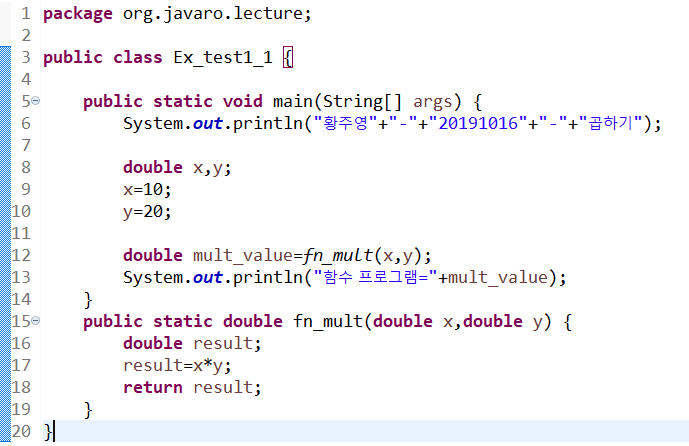 1 package org.javaro.lecture;
2
3 public class Ex_test1_1 {
4
5 public static void main(String[] args) {
6 System.out.println("황주영"+"-"+"20191016"+"-"+"곱하기");
7
8 double x,y;
9 x=10;
10 y=20;
11
12 double mult_value=fn_mult(x,y);
13 System.out.println("함수 프로그램="+mult_value);
14 }
15 public static double fn_mult(double x,double y) {
16 double result;
17 result=x*y;
18 return result;
19 }
20 }